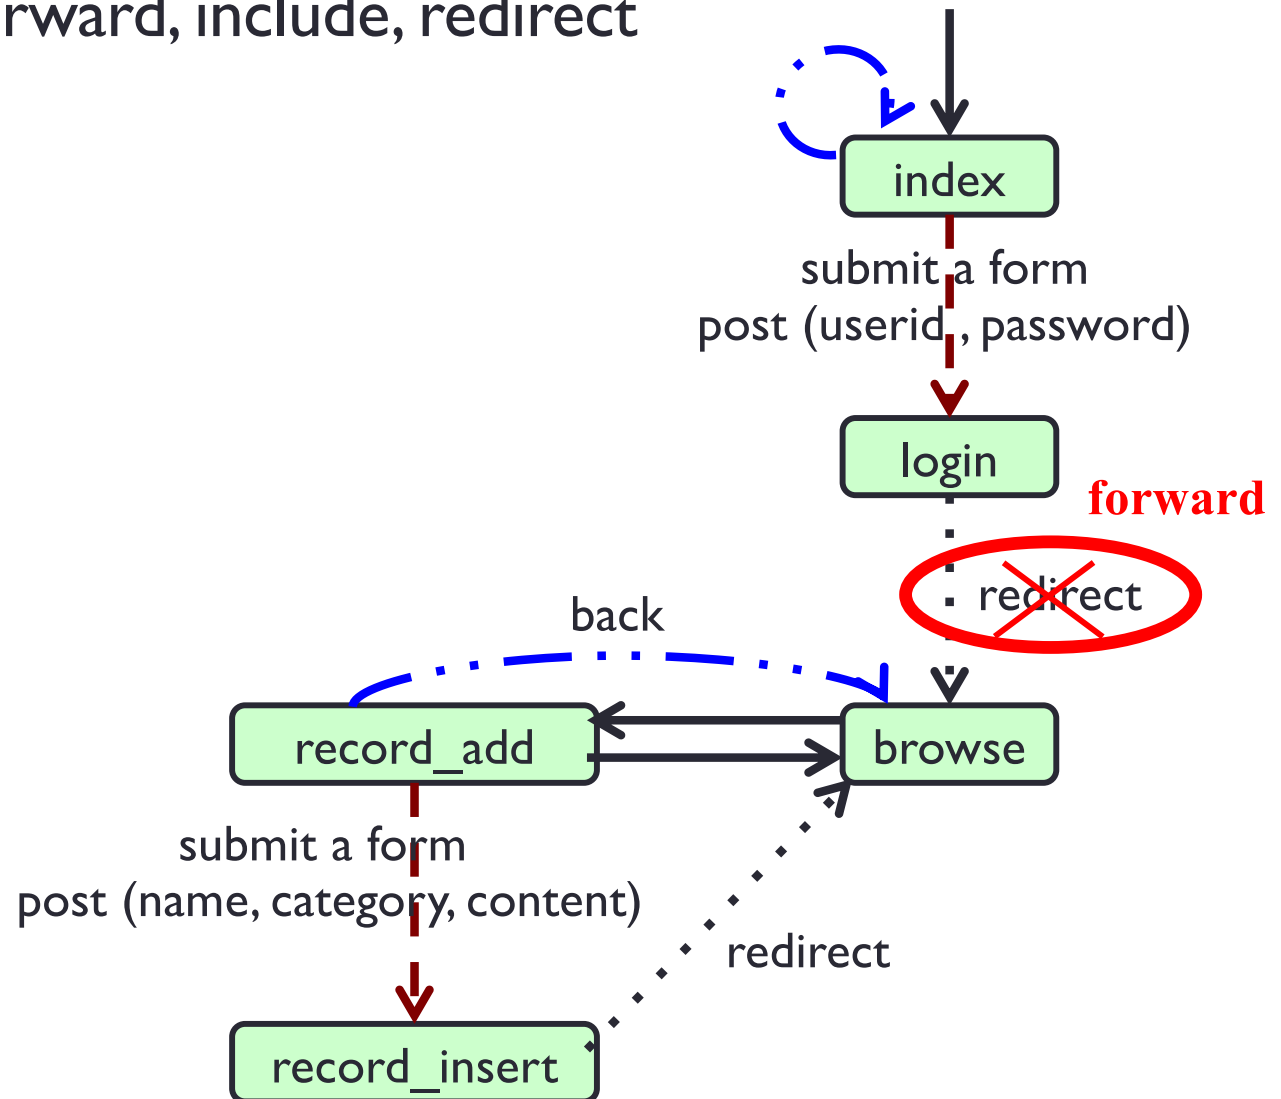 rward, include, redirect
index
submit a form
post (userid , password)
login
forward
redirect
back
record_add
browse
submit a form
post (name, category, content)
redirect
record_insert